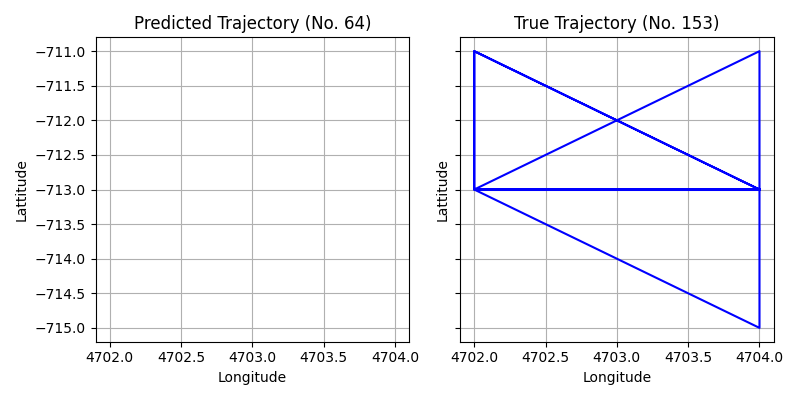 Predicted Trajectory (No. 64)
True Trajectory (No. 153)
−711.0
−711.5
−712.0
−712.5
−713.0
−713.5
−714.0
−714.5
−715.0
Lattitude
Lattitude
4702.0 4702.5 4703.0 4703.5 4704.0
4702.0 4702.5 4703.0 4703.5 4704.0
Longitude
Longitude